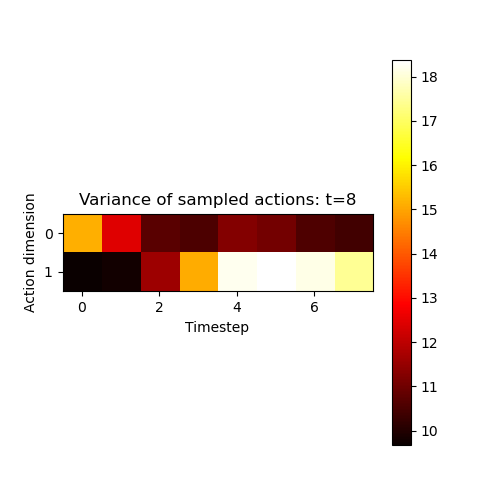 Variance of sampled actions: t=8
Action dimension
0
1
0 2 4 6
Timestep
18
17
16
15
14
13
12
11
10